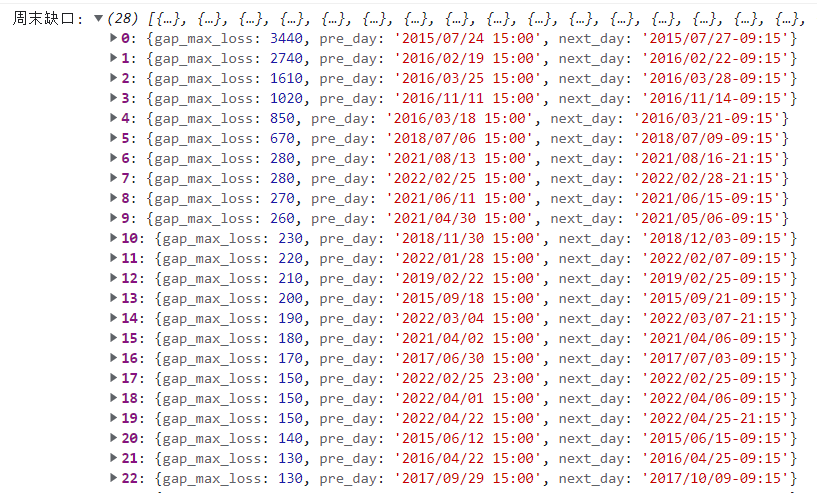 周末缺口: ▼(28) [{…}, {…}, {…}, {…}, {…}, {…}, {…}, {…}, {…}, {…}, {…}, {…}, {…}, {…}, {…}, {…},
▶0: {gap_max_loss: 3440, pre_day: '2015/07/24 15:00', next_day: '2015/07/27-09:15'}
▶1: {gap_max_loss: 2740, pre_day: '2016/02/19 15:00', next_day: '2016/02/22-09:15'}
▶2: {gap_max_loss: 1610, pre_day: '2016/03/25 15:00', next_day: '2016/03/28-09:15'}
▶3: {gap_max_loss: 1020, pre_day: '2016/11/11 15:00', next_day: '2016/11/14-09:15'}
▶4: {gap_max_loss: 850, pre_day: '2016/03/18 15:00', next_day: '2016/03/21-09:15'}
▶5: {gap_max_loss: 670, pre_day: '2018/07/06 15:00', next_day: '2018/07/09-09:15'}
▶6: {gap_max_loss: 280, pre_day: '2021/08/13 15:00', next_day: '2021/08/16-21:15'}
▶7: {gap_max_loss: 280, pre_day: '2022/02/25 15:00', next_day: '2022/02/28-21:15'}
▶8: {gap_max_loss: 270, pre_day: '2021/06/11 15:00', next_day: '2021/06/15-09:15'}
▶9: {gap_max_loss: 260, pre_day: '2021/04/30 15:00', next_day: '2021/05/06-09:15'}
▶10: {gap_max_loss: 230, pre_day: '2018/11/30 15:00', next_day: '2018/12/03-09:15'}
▶11: {gap_max_loss: 220, pre_day: '2022/01/28 15:00', next_day: '2022/02/07-09:15'}
▶12: {gap_max_loss: 210, pre_day: '2019/02/22 15:00', next_day: '2019/02/25-09:15'}
▶13: {gap_max_loss: 200, pre_day: '2015/09/18 15:00', next_day: '2015/09/21-09:15'}
▶14: {gap_max_loss: 190, pre_day: '2022/03/04 15:00', next_day: '2022/03/07-21:15'}
▶15: {gap_max_loss: 180, pre_day: '2021/04/02 15:00', next_day: '2021/04/06-09:15'}
▶16: {gap_max_loss: 170, pre_day: '2017/06/30 15:00', next_day: '2017/07/03-09:15'}
▶17: {gap_max_loss: 150, pre_day: '2022/02/25 23:00', next_day: '2022/02/25-09:15'}
▶18: {gap_max_loss: 150, pre_day: '2022/04/01 15:00', next_day: '2022/04/06-09:15'}
▶19: {gap_max_loss: 150, pre_day: '2022/04/22 15:00', next_day: '2022/04/25-21:15'}
▶20: {gap_max_loss: 140, pre_day: '2015/06/12 15:00', next_day: '2015/06/15-09:15'}
▶21: {gap_max_loss: 130, pre_day: '2016/04/22 15:00', next_day: '2016/04/25-09:15'}
▶22: {gap_max_loss: 130, pre_day: '2017/09/29 15:00', next_day: '2017/10/09-09:15'}